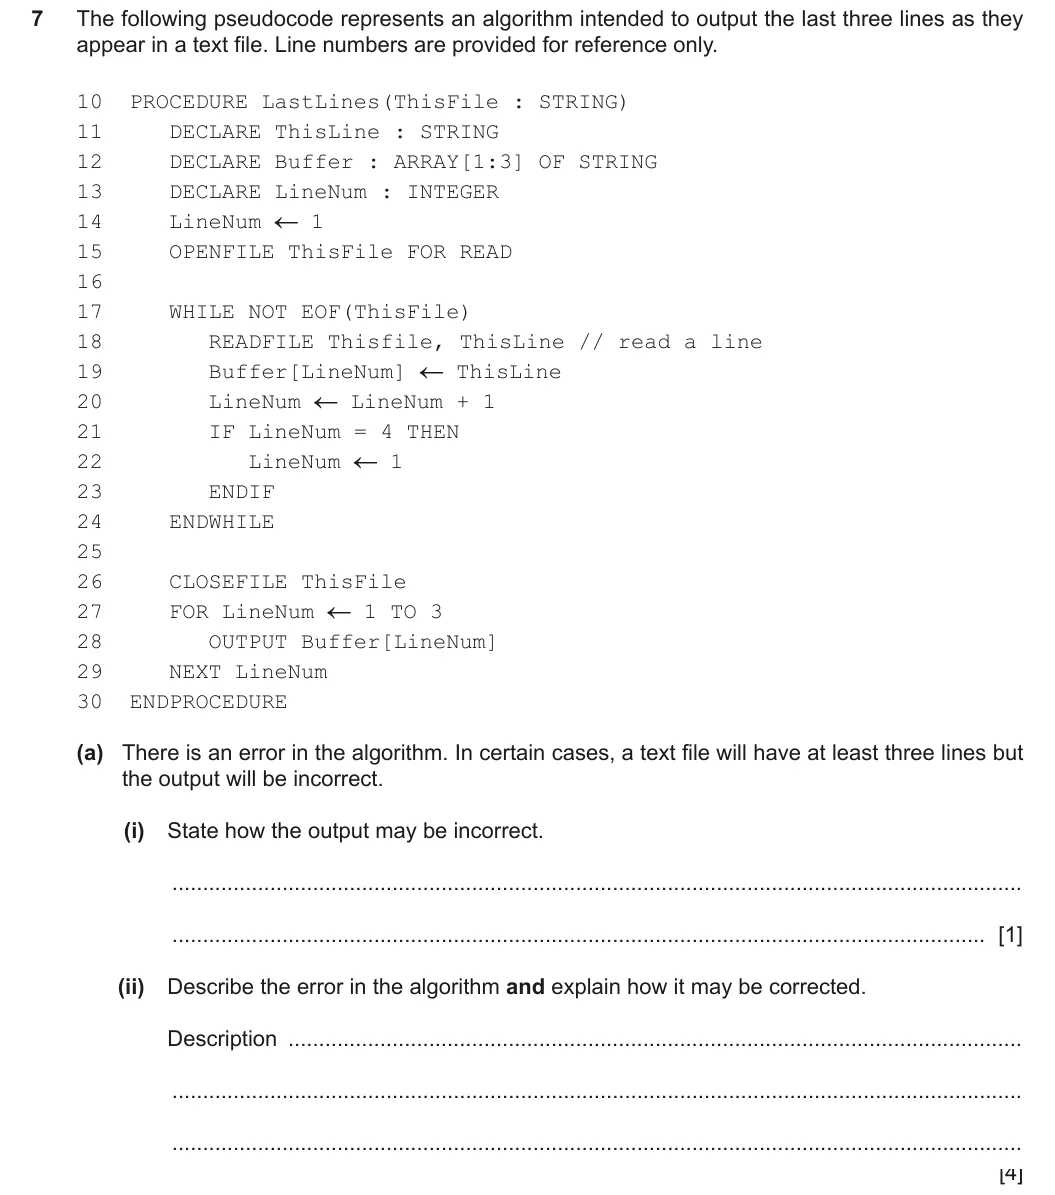 7 The following pseudocode represents an algorithm intended to output the last three lines as they
appear in a text file. Line numbers are provided for reference only.
10 PROCEDURE LastLines(ThisFile : STRING)
11 DECLARE ThisLine : STRING
12 DECLARE Buffer : ARRAY[1:3] OF STRING
13 DECLARE LineNum : INTEGER
14 LineNum ← 1
15 OPENFILE ThisFile FOR READ
16
17 WHILE NOT EOF(ThisFile)
18 READFILE Thisfile, ThisLine // read a line
19 Buffer[LineNum] ← ThisLine
20 LineNum ← LineNum + 1
21 IF LineNum = 4 THEN
22 LineNum ← 1
23 ENDIF
24 ENDWHILE
25
26 CLOSEFILE ThisFile
27 FOR LineNum ← 1 TO 3
28 OUTPUT Buffer[LineNum]
29 NEXT LineNum
30 ENDPROCEDURE
(a) There is an error in the algorithm. In certain cases, a text file will have at least three lines but
the output will be incorrect.
(i) State how the output may be incorrect.
[1]
(ii) Describe the error in the algorithm and explain how it may be corrected.
Description
[4]